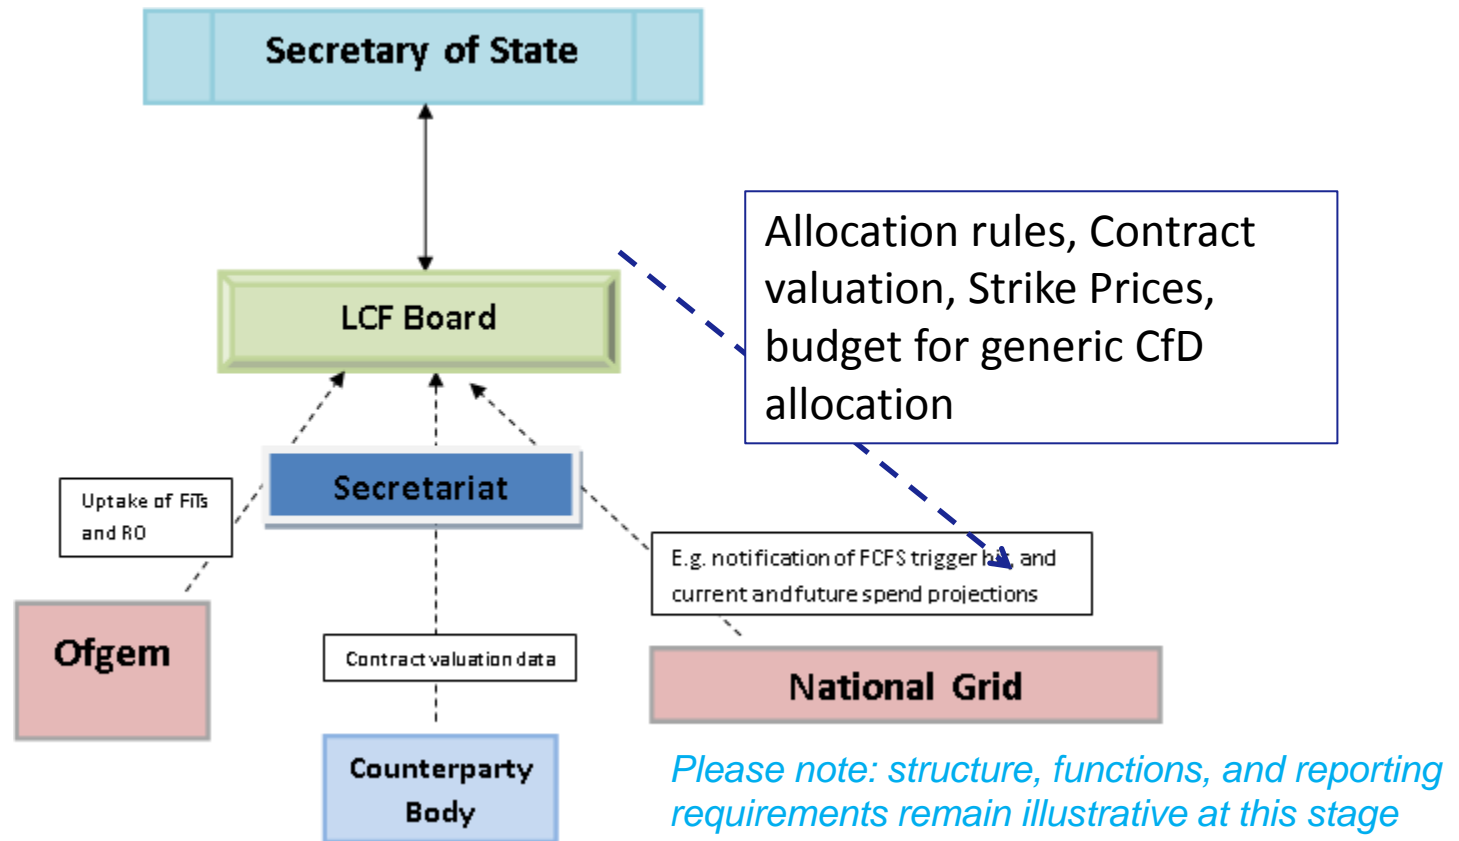 Secretary of State
Allocation rules, Contract
valuation, Strike Prices,
budget for generic CfD
allocation
LCF Board
Secretariat
Uptake of FiTs
and RO
E.g. notification of FCFS trigger hit, and
current and future spend projections
Ofgem
Contract valuation data
National Grid
Counterparty
Body
Please note: structure, functions, and reporting
requirements remain illustrative at this stage